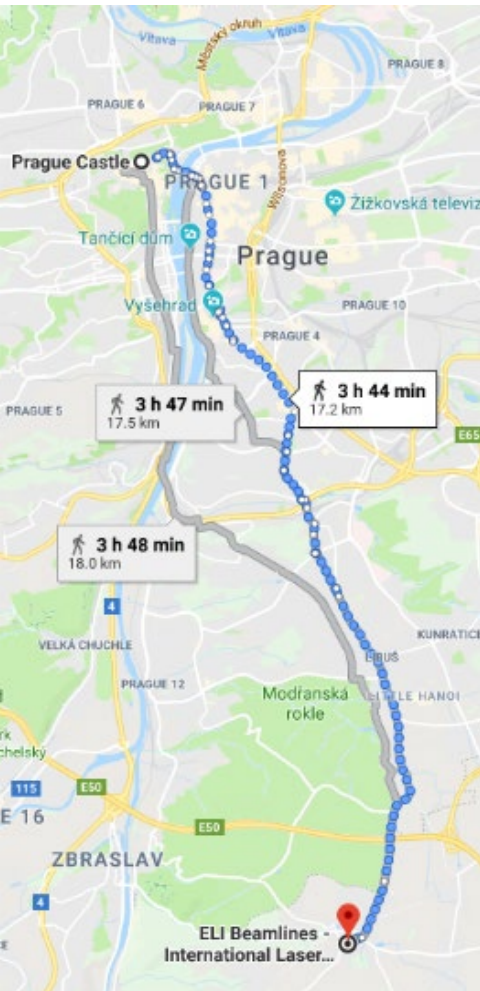 Městský okruh
Vltava
Vltava
PRAGUE 8
PRAGUE 6
PRAGUE 7
Prague Castle
PRAGUE 1
Wilsonova
Žižkovská televiz
Tančící dům
Prague
Vyšehrad
PRAGUE 10
PRAGUE 4
3 h 44 min
17.2 km
3 h 47 min
17.5 km
PRAGUE 5
E65
3 h 48 min
18.0 km
4
KUNRATICE
VELKÁ CHUCHLE
LIBUŠ
PRAGUE 12
Modřanská
rokle
LITTLE HANOI
rk
chelský
115
E50
E 16
E50
ZBRASLAV
4
ELI Beamlines -
International Laser...